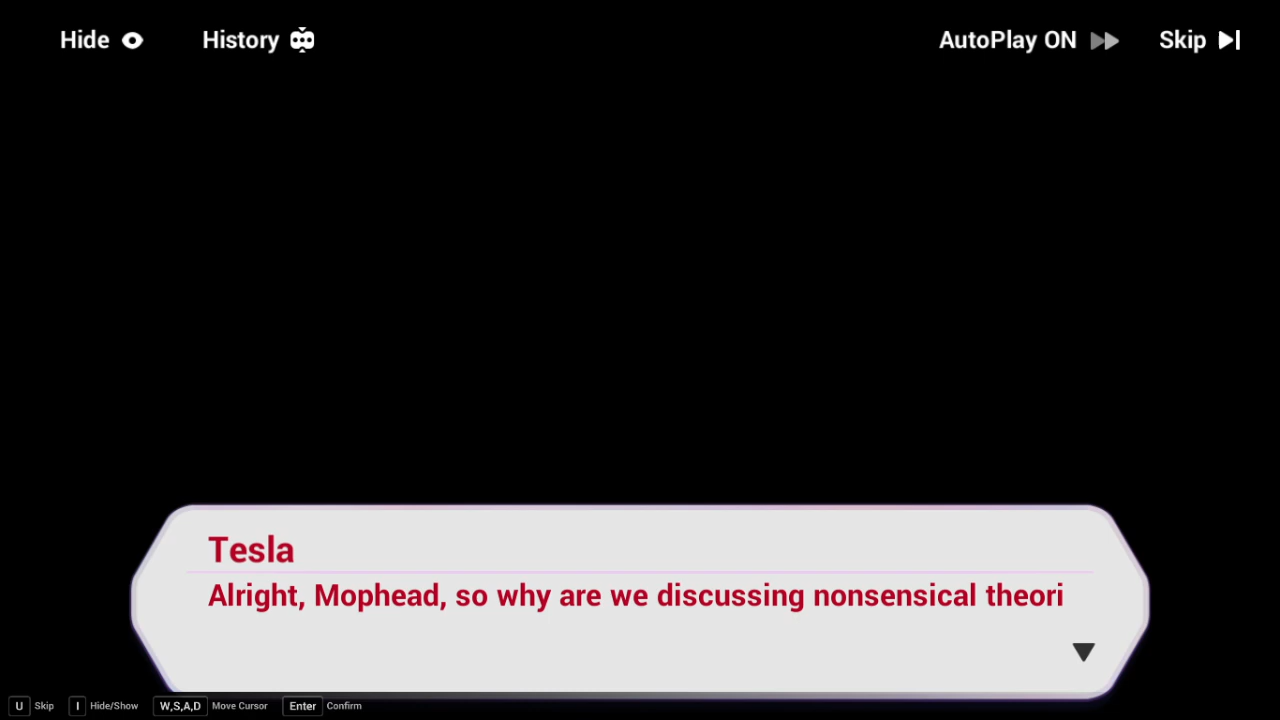 Hide
History
AutoPlay ON
Skip
Tesla
Alright, Mophead, so why are we discussing nonsensical theori
U Skip I Hide/Show W,S,A,D Move Cursor Enter Confirm